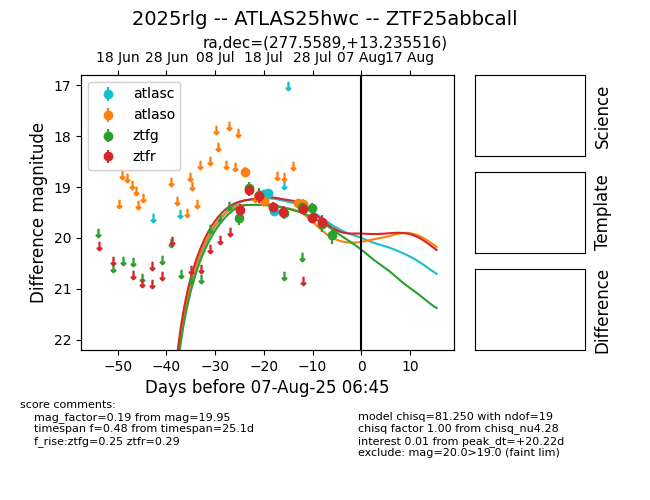 2025rlg -- ATLAS25hwc -- ZTF25abbcall
ra,dec=(277.5589,+13.235516)
18 Jun 28 Jun 08 Jul 18 Jul 28 Jul 07 Aug 17 Aug
atlasc
atlaso
ztfg
ztfr
17
18
19
20
21
22
Difference magnitude
−50 −40 −30 −20 −10 0 10
Days before 07-Aug-25 06:45
Science
Template
Difference
score comments:
mag_factor=0.19 from mag=19.95
timespan f=0.48 from timespan=25.1d
f_rise:ztfg=0.25 ztfr=0.29
model chisq=81.250 with ndof=19
chisq factor 1.00 from chisq_nu4.28
interest 0.01 from peak_dt=+20.22d
exclude: mag=20.0>19.0 (faint lim)